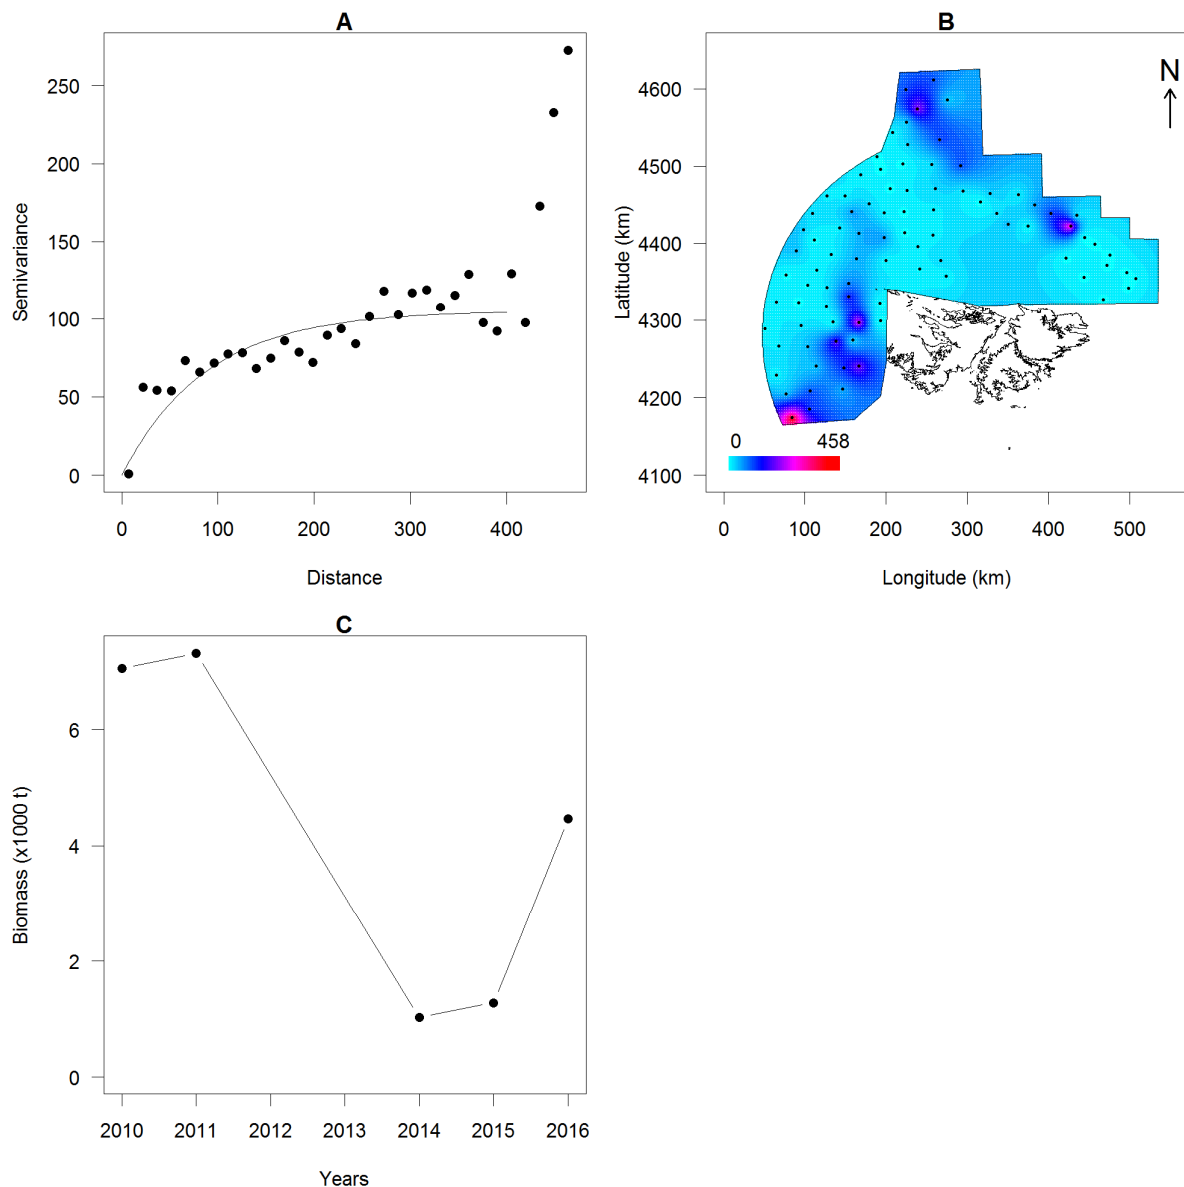 A
Semivariance
250
200
150
100
50
0
0 100 200 300 400
Distance
B
N
Latitude (km)
4600
4500
4400
4300
4200
4100
0 458
0 100 200 300 400 500
Longitude (km)
C
Biomass (x1000 t)
6
4
2
0
2010 2011 2012 2013 2014 2015 2016
Years